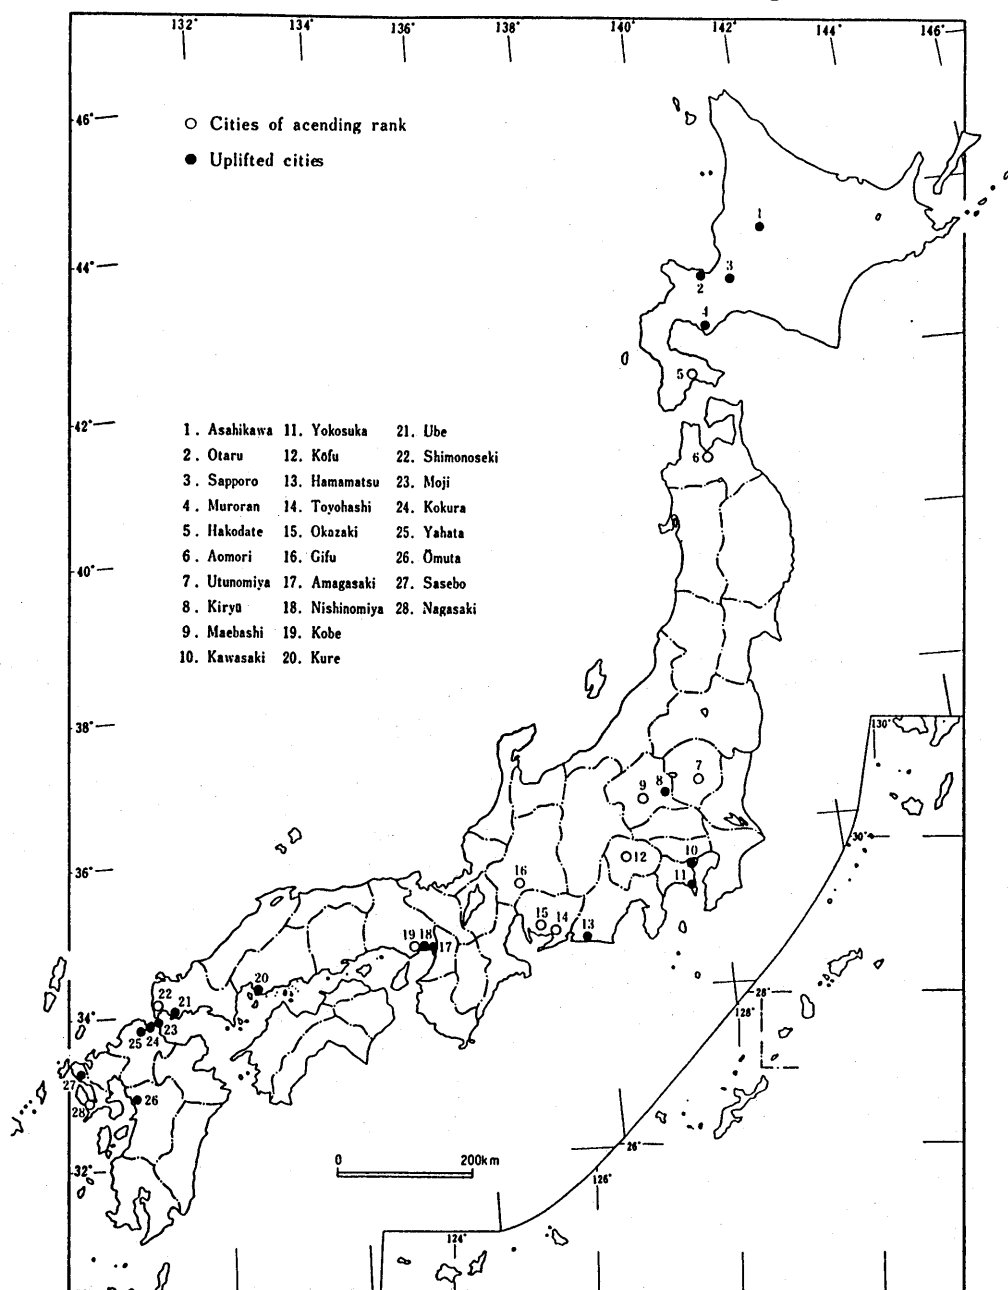 132° 134° 136° 138° 140° 142° 144° 146°
46°
○ Cities of acending rank
● Uplifted cities
1
44°
3
2
4
5
42°
1. Asahikawa 11. Yokosuka 21. Ube
2. Otaru 12. Kōfu 22. Shimonoseki
6
3. Sapporo 13. Hamamatsu 23. Moji
4. Muroran 14. Toyohashi 24. Kokura
5. Hakodate 15. Okazaki 25. Yahata
6. Aomori 16. Gifu 26. Ōmuta
40°
7. Utunomiya 17. Amagasaki 27. Sasebo
8. Kiryū 18. Nishinomiya 28. Nagasaki
9. Maebashi 19. Kobe
10. Kawasaki 20. Kure
38°
130°
7
8
9
30°
12 10
36°
16
11
15 14 13
19 18 17
20
28°
22 21
128°
34°
25 24 23
27
26
28
26°
0 200km
32°
126°
124°